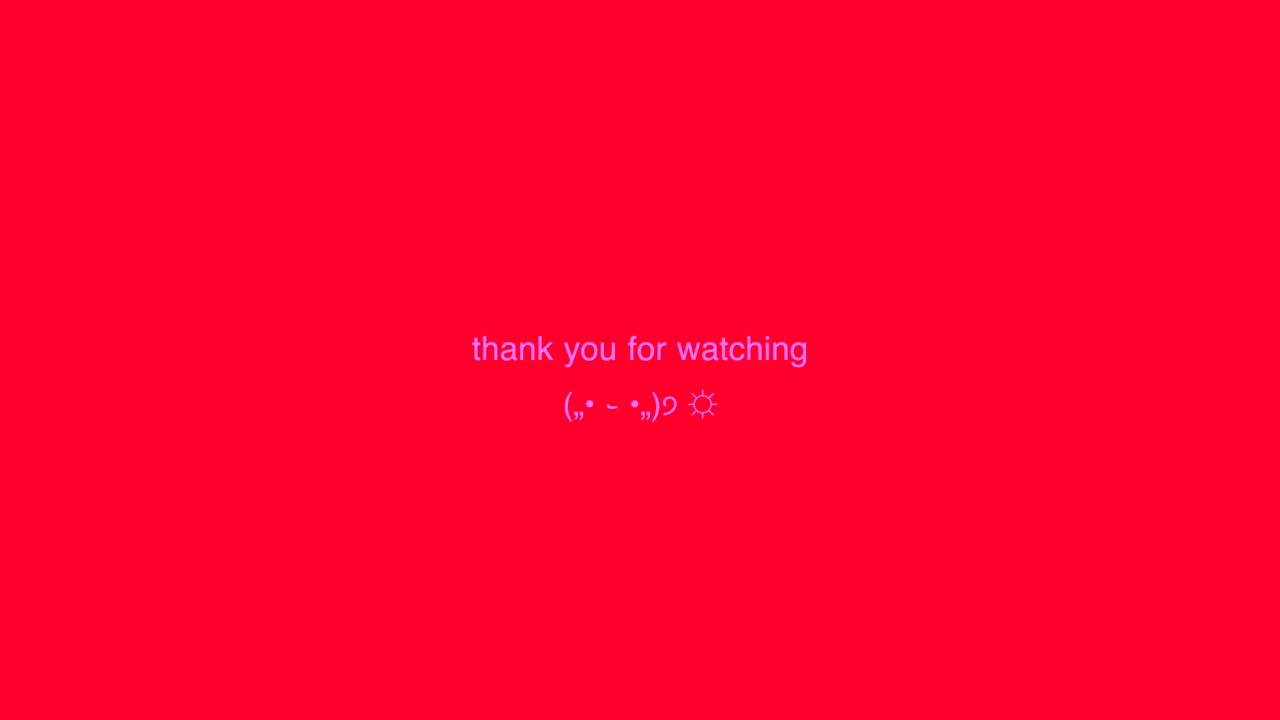 thank you for watching
(„• ᵕ •„)੭ ☼